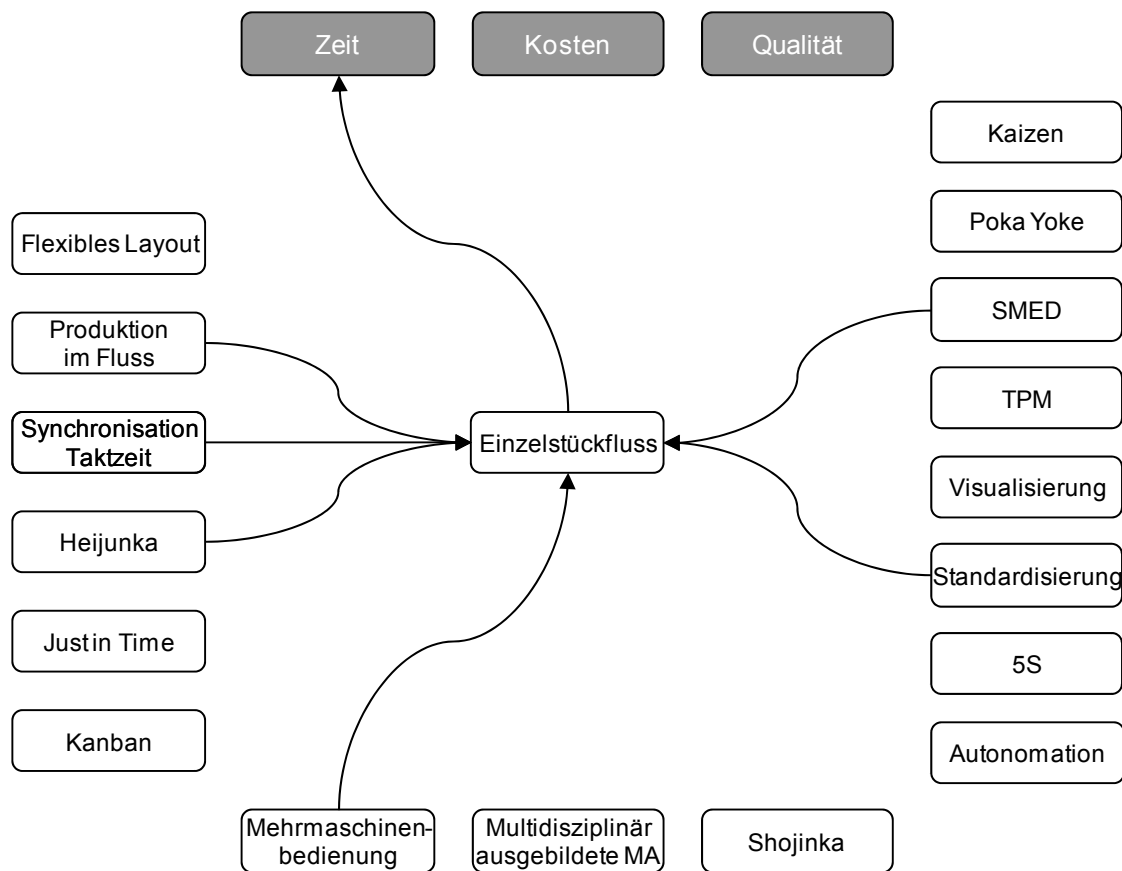 Zeit
Kosten
Qualität
Kaizen
Poka Yoke
Flexibles Layout
SMED
Produktion
im Fluss
TPM
Synchronisation
Taktzeit
Einzelstückfluss
Visualisierung
Heijunka
Standardisierung
Just in Time
5S
Kanban
Autonomation
Mehrmaschinen-
bedienung
Multidisziplinär
ausgebildete MA
Shojinka